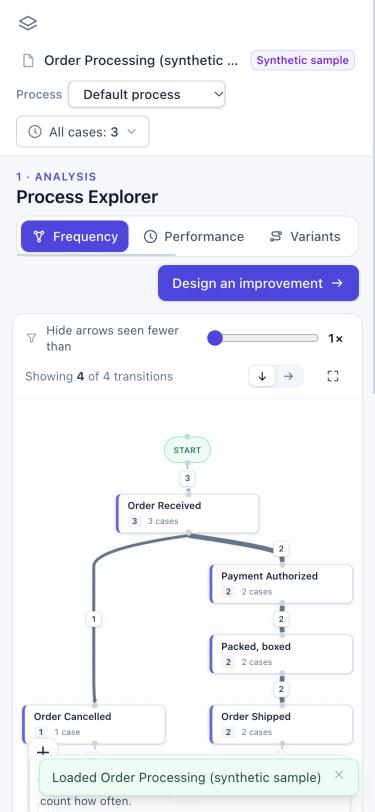 Order Processing (synthetic ...
Synthetic sample
Process
Default process
All cases: 3
1 · ANALYSIS
Process Explorer
Frequency
Performance
Variants
Design an improvement →
Hide arrows seen fewer
than
1×
Showing 4 of 4 transitions
START
3
Order Received
3 3 cases
2
Payment Authorized
2 2 cases
1
2
Packed, boxed
2 2 cases
2
Order Cancelled
1 1 case
Order Shipped
2 2 cases
Loaded Order Processing (synthetic sample)
count how often.